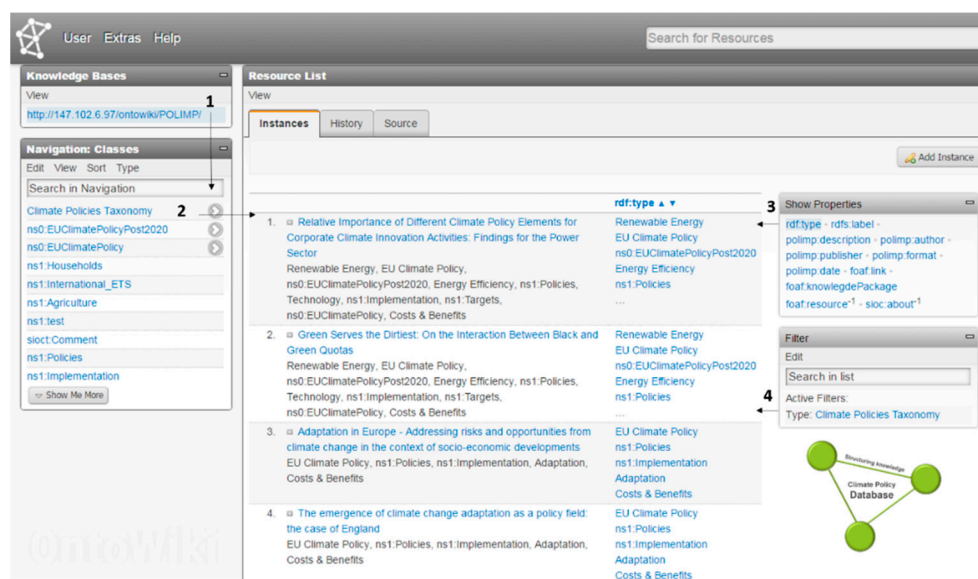 User Extras Help
Search for Resources
Knowledge Bases
View
1
http://147.102.6.97/ontowiki/POLIMP/
Navigation: Classes
Edit View Sort Type
Search in Navigation
Climate Policies Taxonomy
ns0:EUClimatePolicyPost2020
ns0:EUClimatePolicy
ns1:Households
ns1:International_ETS
ns1:Agriculture
ns1:test
sioct:Comment
ns1:Policies
ns1:Implementation
Show Me More
OntoWiki
Resource List
View
Instances History Source
Add Instance
2
rdf:type ▲ ▼
1. Relative Importance of Different Climate Policy Elements for
Corporate Climate Innovation Activities: Findings for the Power
Sector
Renewable Energy, EU Climate Policy,
ns0:EUClimatePolicyPost2020, Energy Efficiency, ns1:Policies,
Technology, ns1:Implementation, ns1:Targets,
ns0:EUClimatePolicy, Costs & Benefits
Renewable Energy
EU Climate Policy
ns0:EUClimatePolicyPost2020
Energy Efficiency
ns1:Policies
...
2. Green Serves the Dirtiest: On the Interaction Between Black and
Green Quotas
Renewable Energy, EU Climate Policy,
ns0:EUClimatePolicyPost2020, Energy Efficiency, ns1:Policies,
Technology, ns1:Implementation, ns1:Targets,
ns0:EUClimatePolicy, Costs & Benefits
Renewable Energy
EU Climate Policy
ns0:EUClimatePolicyPost2020
Energy Efficiency
ns1:Policies
...
3. Adaptation in Europe - Addressing risks and opportunities from
climate change in the context of socio-economic developments
EU Climate Policy, ns1:Policies, ns1:Implementation, Adaptation,
Costs & Benefits
EU Climate Policy
ns1:Policies
ns1:Implementation
Adaptation
Costs & Benefits
4. The emergence of climate change adaptation as a policy field:
the case of England
EU Climate Policy, ns1:Policies, ns1:Implementation, Adaptation,
Costs & Benefits
EU Climate Policy
ns1:Policies
ns1:Implementation
Adaptation
Costs & Benefits
3
Show Properties
rdf:type - rdfs:label -
polimp:description - polimp:author -
polimp:publisher - polimp:format -
polimp:date - foaf:link -
foaf:knowlegdePackage
foaf:resource-1 - sioc:about-1
Filter
Edit
Search in list
4
Active Filters:
Type: Climate Policies Taxonomy
Structuring knowledge
Climate Policy
Database